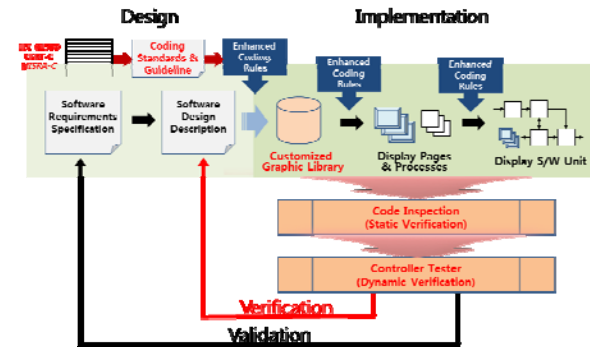 Design
Implementation
MISRA-C
Coding
Standards &
Guideline
Enhanced
Coding
Rules
Enhanced
Coding
Rules
Enhanced
Coding
Rules
Software
Requirements
Specification
Software
Design
Description
Customized
Graphic Library
Display Pages
& Processes
Display S/W Unit
Code Inspection
(Static Verification)
Controller Tester
(Dynamic Verification)
Verification
Validation